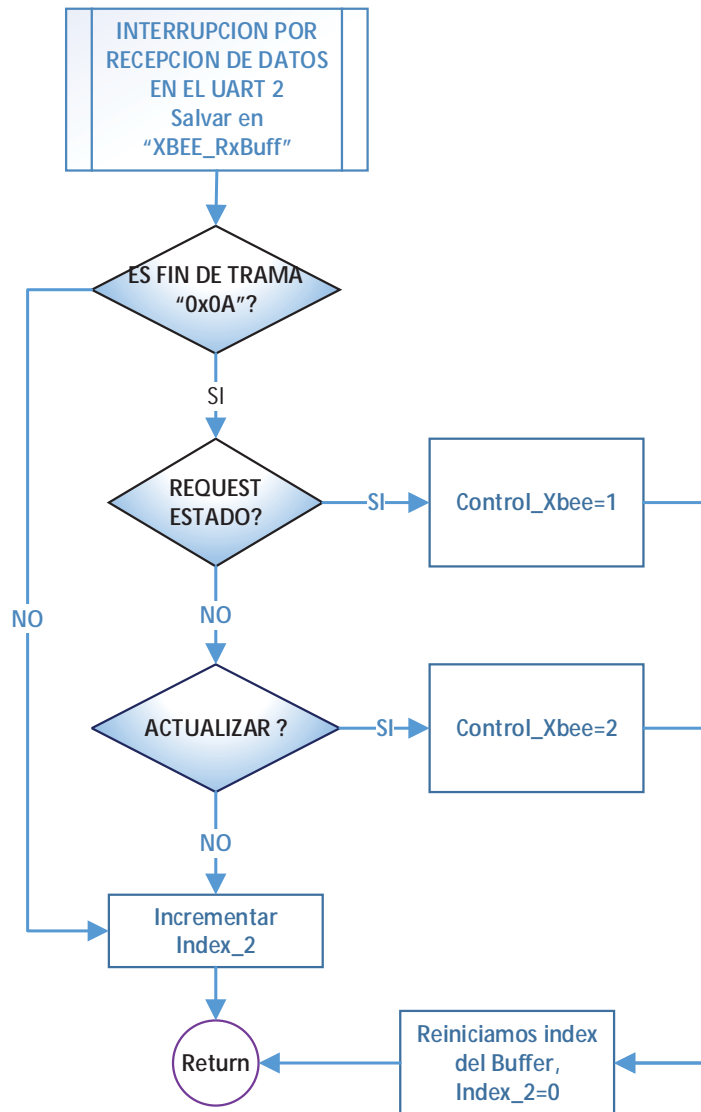 INTERRUPCION POR
RECEPCION DE DATOS
EN EL UART 2
Salvar en
“XBEE_RxBuff”
ES FIN DE TRAMA
“0x0A”?
SI
REQUEST
ESTADO?
SI
Control_Xbee=1
NO
NO
ACTUALIZAR ?
SI
Control_Xbee=2
NO
Incrementar
Index_2
Return
Reiniciamos index
del Buffer,
Index_2=0